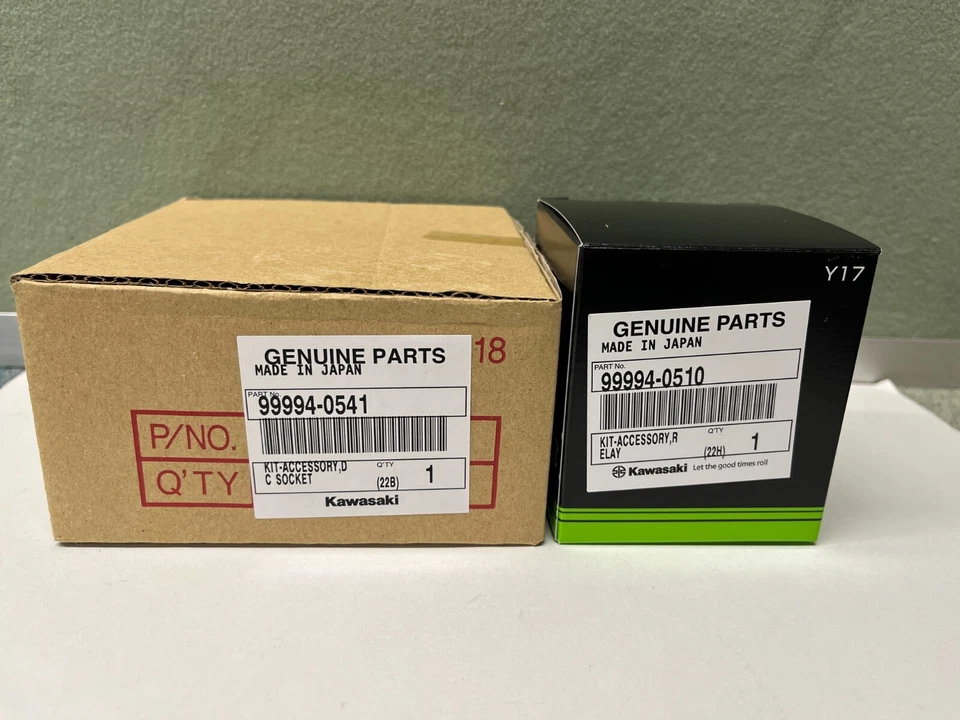 18
P/NO.
Q'TY
GENUINE PARTS
MADE IN JAPAN
PART No.
99994-0541
KIT-ACCESSORY,D
C SOCKET
Q'TY
(22B)
1
Kawasaki
Y17
GENUINE PARTS
MADE IN JAPAN
PART No.
99994-0510
KIT-ACCESSORY,R
ELAY
Q'TY
(22H)
1
Kawasaki Let the good times roll